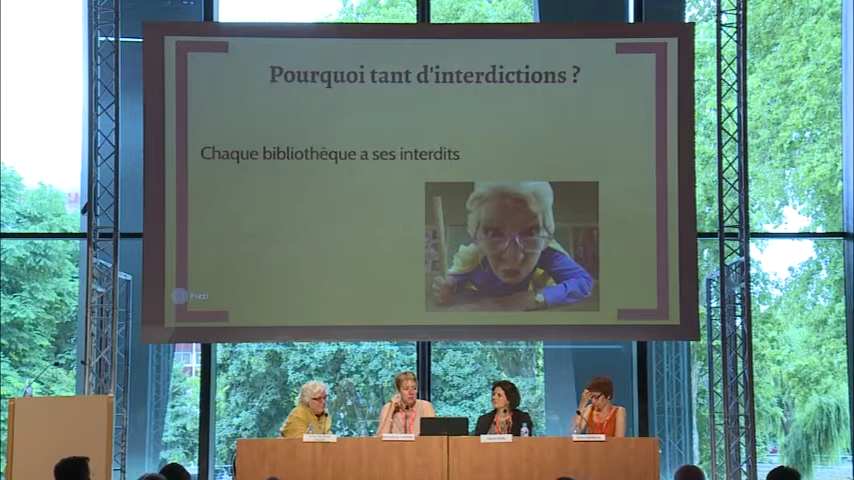 Pourquoi tant d'interdictions ?
Chaque bibliothèque a ses interdits
Prezi